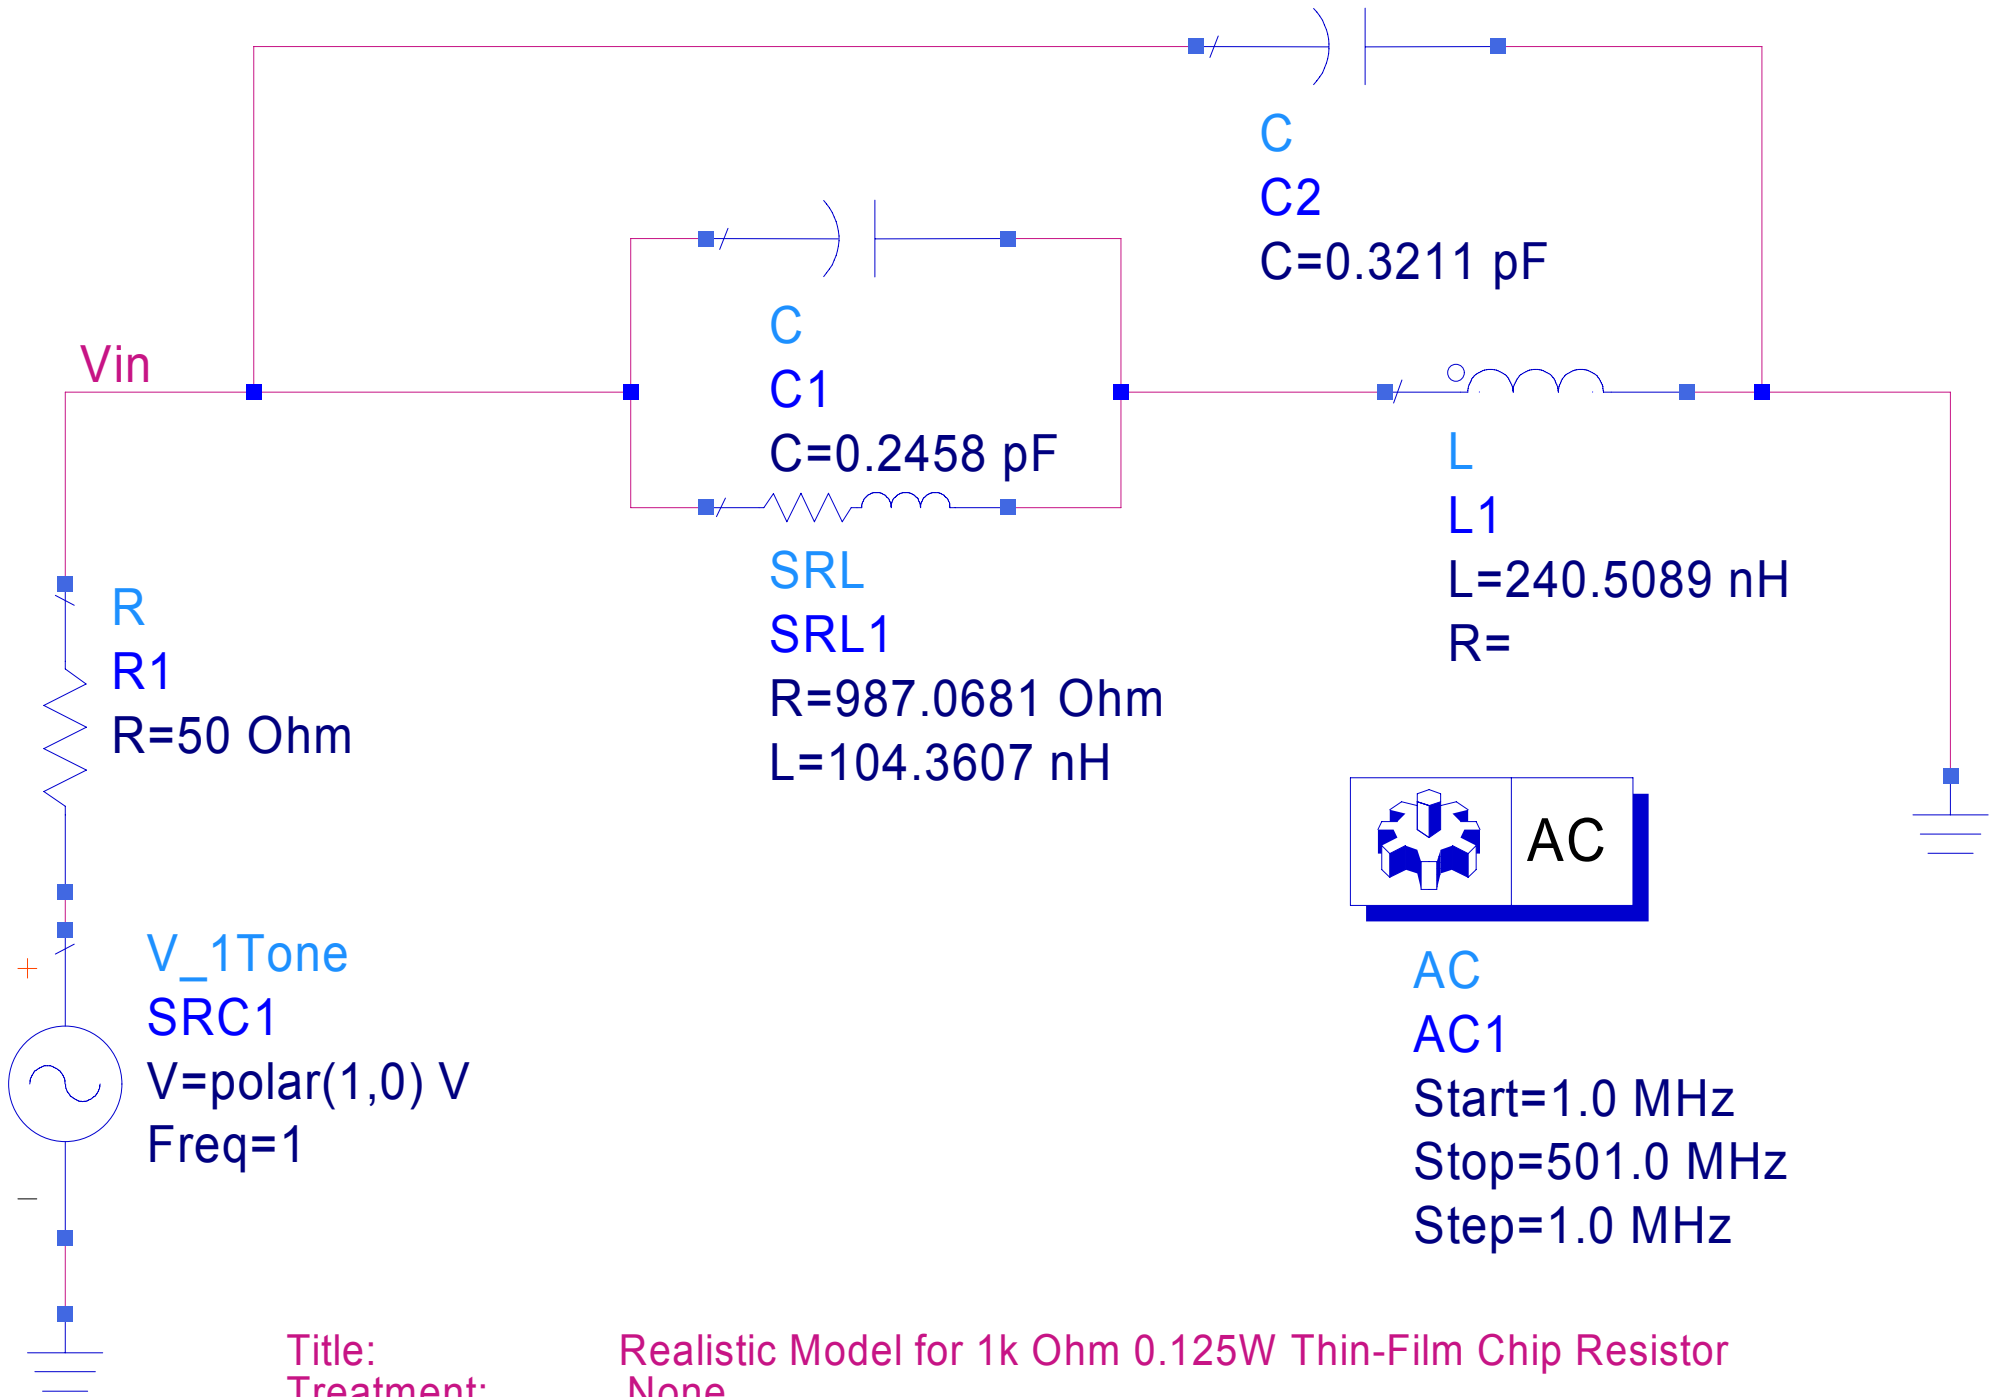 C
C2
C=0.3211 pF
C
C1
C=0.2458 pF
Vin
L
L1
L=240.5089 nH
R=
SRL
SRL1
R=987.0681 Ohm
L=104.3607 nH
R
R1
R=50 Ohm
AC
+
V_1Tone
SRC1
V=polar(1,0) V
Freq=1
−
AC
AC1
Start=1.0 MHz
Stop=501.0 MHz
Step=1.0 MHz
Title: Realistic Model for 1k Ohm 0.125W Thin-Film Chip Resistor
Treatment: None